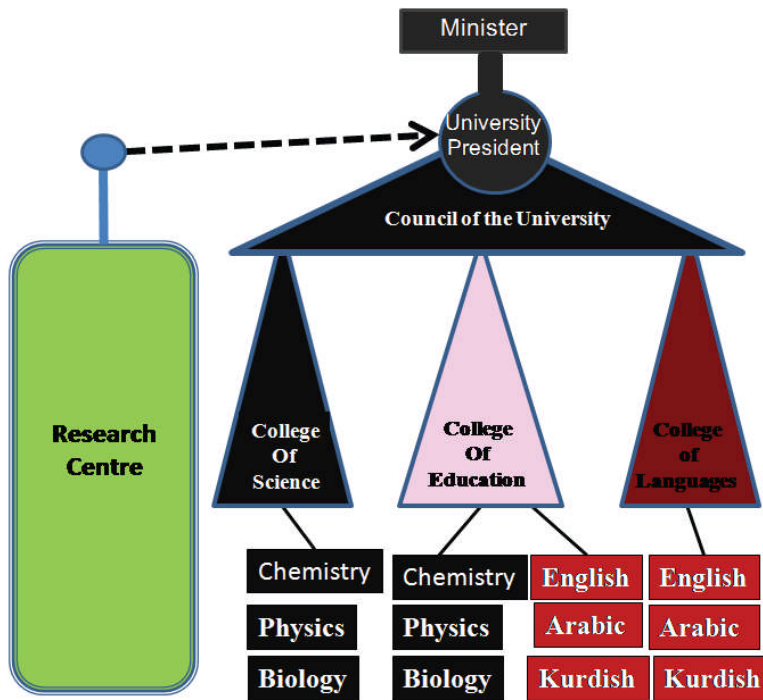 Minister
University
President
Council of the University
Research
Centre
College
Of
Science
College
Of
Education
College
of
Languages
Chemistry
Physics
Biology
Chemistry
Physics
Biology
English
Arabic
Kurdish
English
Arabic
Kurdish